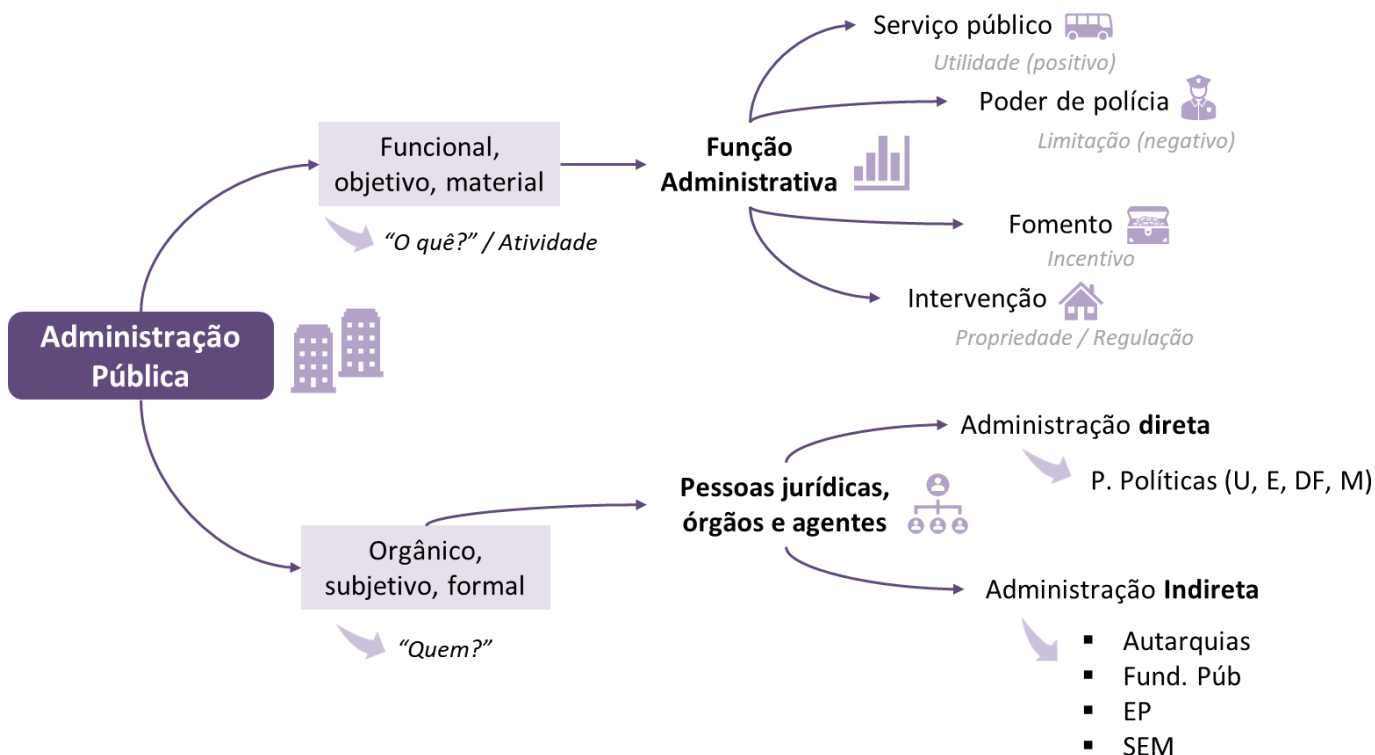 Administração
Pública
Funcional,
objetivo, material
“O quê?” / Atividade
Função
Administrativa
Serviço público
Utilidade (positivo)
Poder de polícia
Limitação (negativo)
Fomento
Incentivo
Intervenção
Propriedade / Regulação
Orgânico,
subjetivo, formal
“Quem?”
Pessoas jurídicas,
órgãos e agentes
Administração direta
P. Políticas (U, E, DF, M)
Administração Indireta
▪ Autarquias
▪ Fund. Púb
▪ EP
▪ SEM